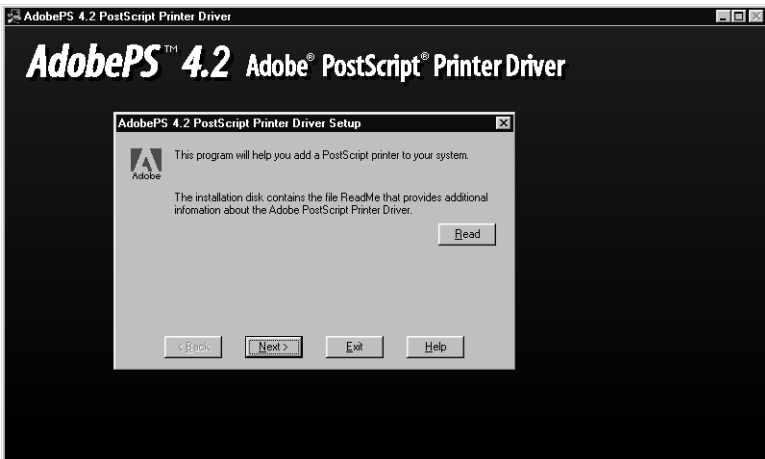 AdobePS 4.2 PostScript Printer Driver
AdobePS™ 4.2 Adobe® PostScript® Printer Driver
AdobePS 4.2 PostScript Printer Driver Setup
This program will help you add a PostScript printer to your system.
Adobe
The installation disk contains the file ReadMe that provides additional
infomation about the Adobe PostScript Printer Driver.
Read
< Back
Next >
Exit
Help